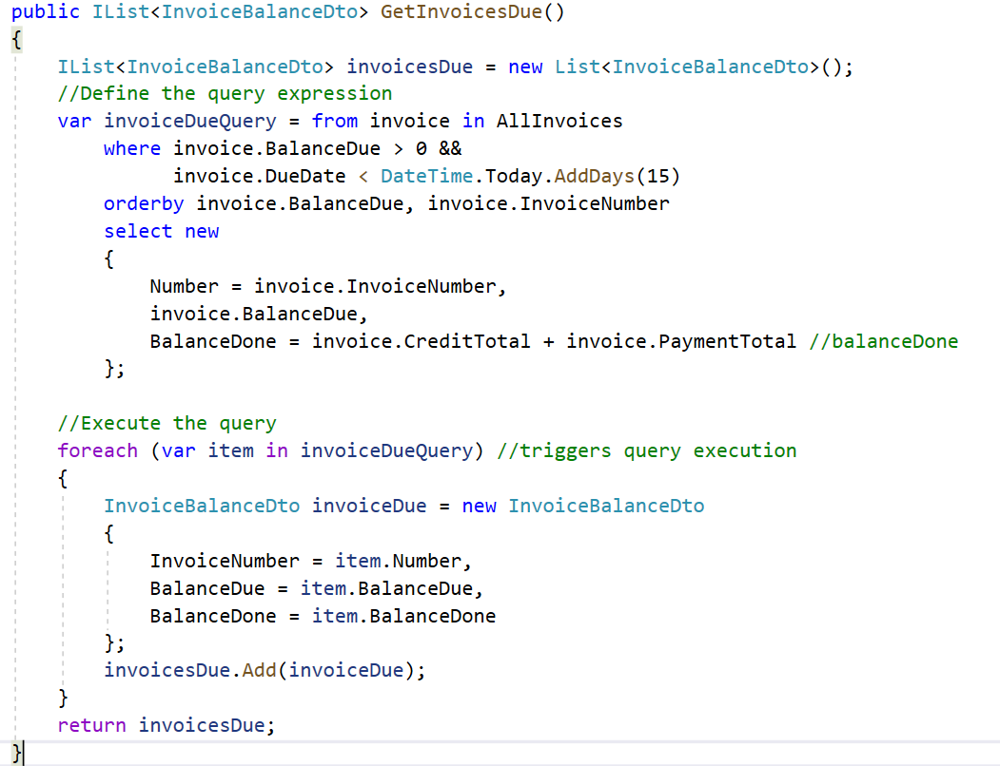 public IList<InvoiceBalanceDto> GetInvoicesDue()
{
    IList<InvoiceBalanceDto> invoicesDue = new List<InvoiceBalanceDto>();
    //Define the query expression
    var invoiceDueQuery = from invoice in AllInvoices
        where invoice.BalanceDue > 0 &&
              invoice.DueDate < DateTime.Today.AddDays(15)
        orderby invoice.BalanceDue, invoice.InvoiceNumber
        select new
        {
            Number = invoice.InvoiceNumber,
            invoice.BalanceDue,
            BalanceDone = invoice.CreditTotal + invoice.PaymentTotal //balanceDone
        };

    //Execute the query
    foreach (var item in invoiceDueQuery) //triggers query execution
    {
        InvoiceBalanceDto invoiceDue = new InvoiceBalanceDto
        {
            InvoiceNumber = item.Number,
            BalanceDue = item.BalanceDue,
            BalanceDone = item.BalanceDone
        };
        invoicesDue.Add(invoiceDue);
    }
    return invoicesDue;
}